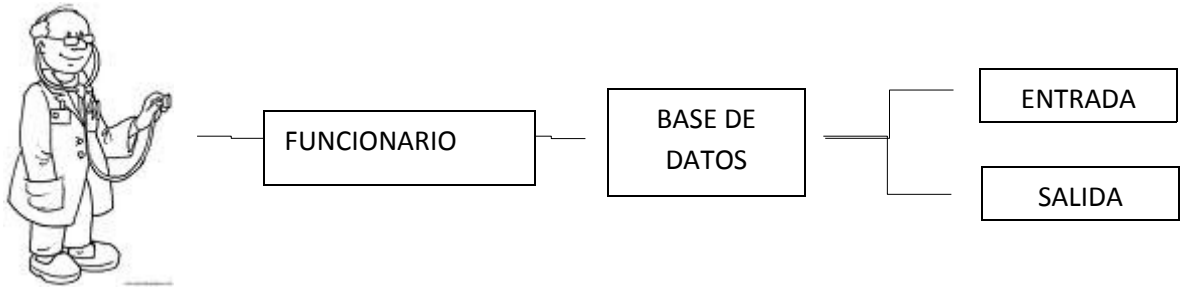 FUNCIONARIO
BASE DE
DATOS
ENTRADA
SALIDA